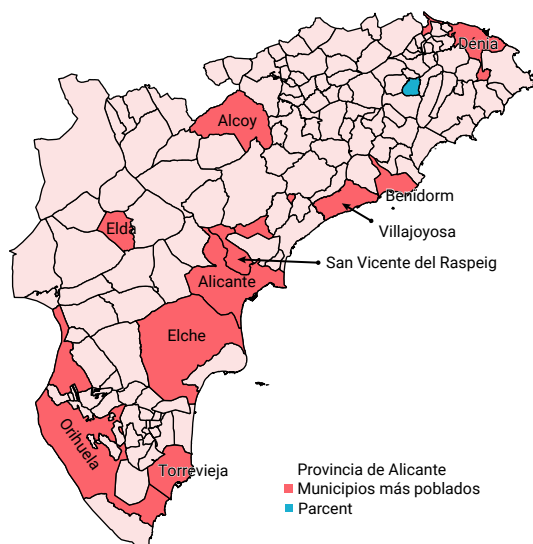 Dénia
Alcoy
Benidorm
Elda
Villajoyosa
San Vicente del Raspeig
Alicante
Elche
Orihuela
Torrevieja
Provincia de Alicante
Municipios más poblados
Parcent